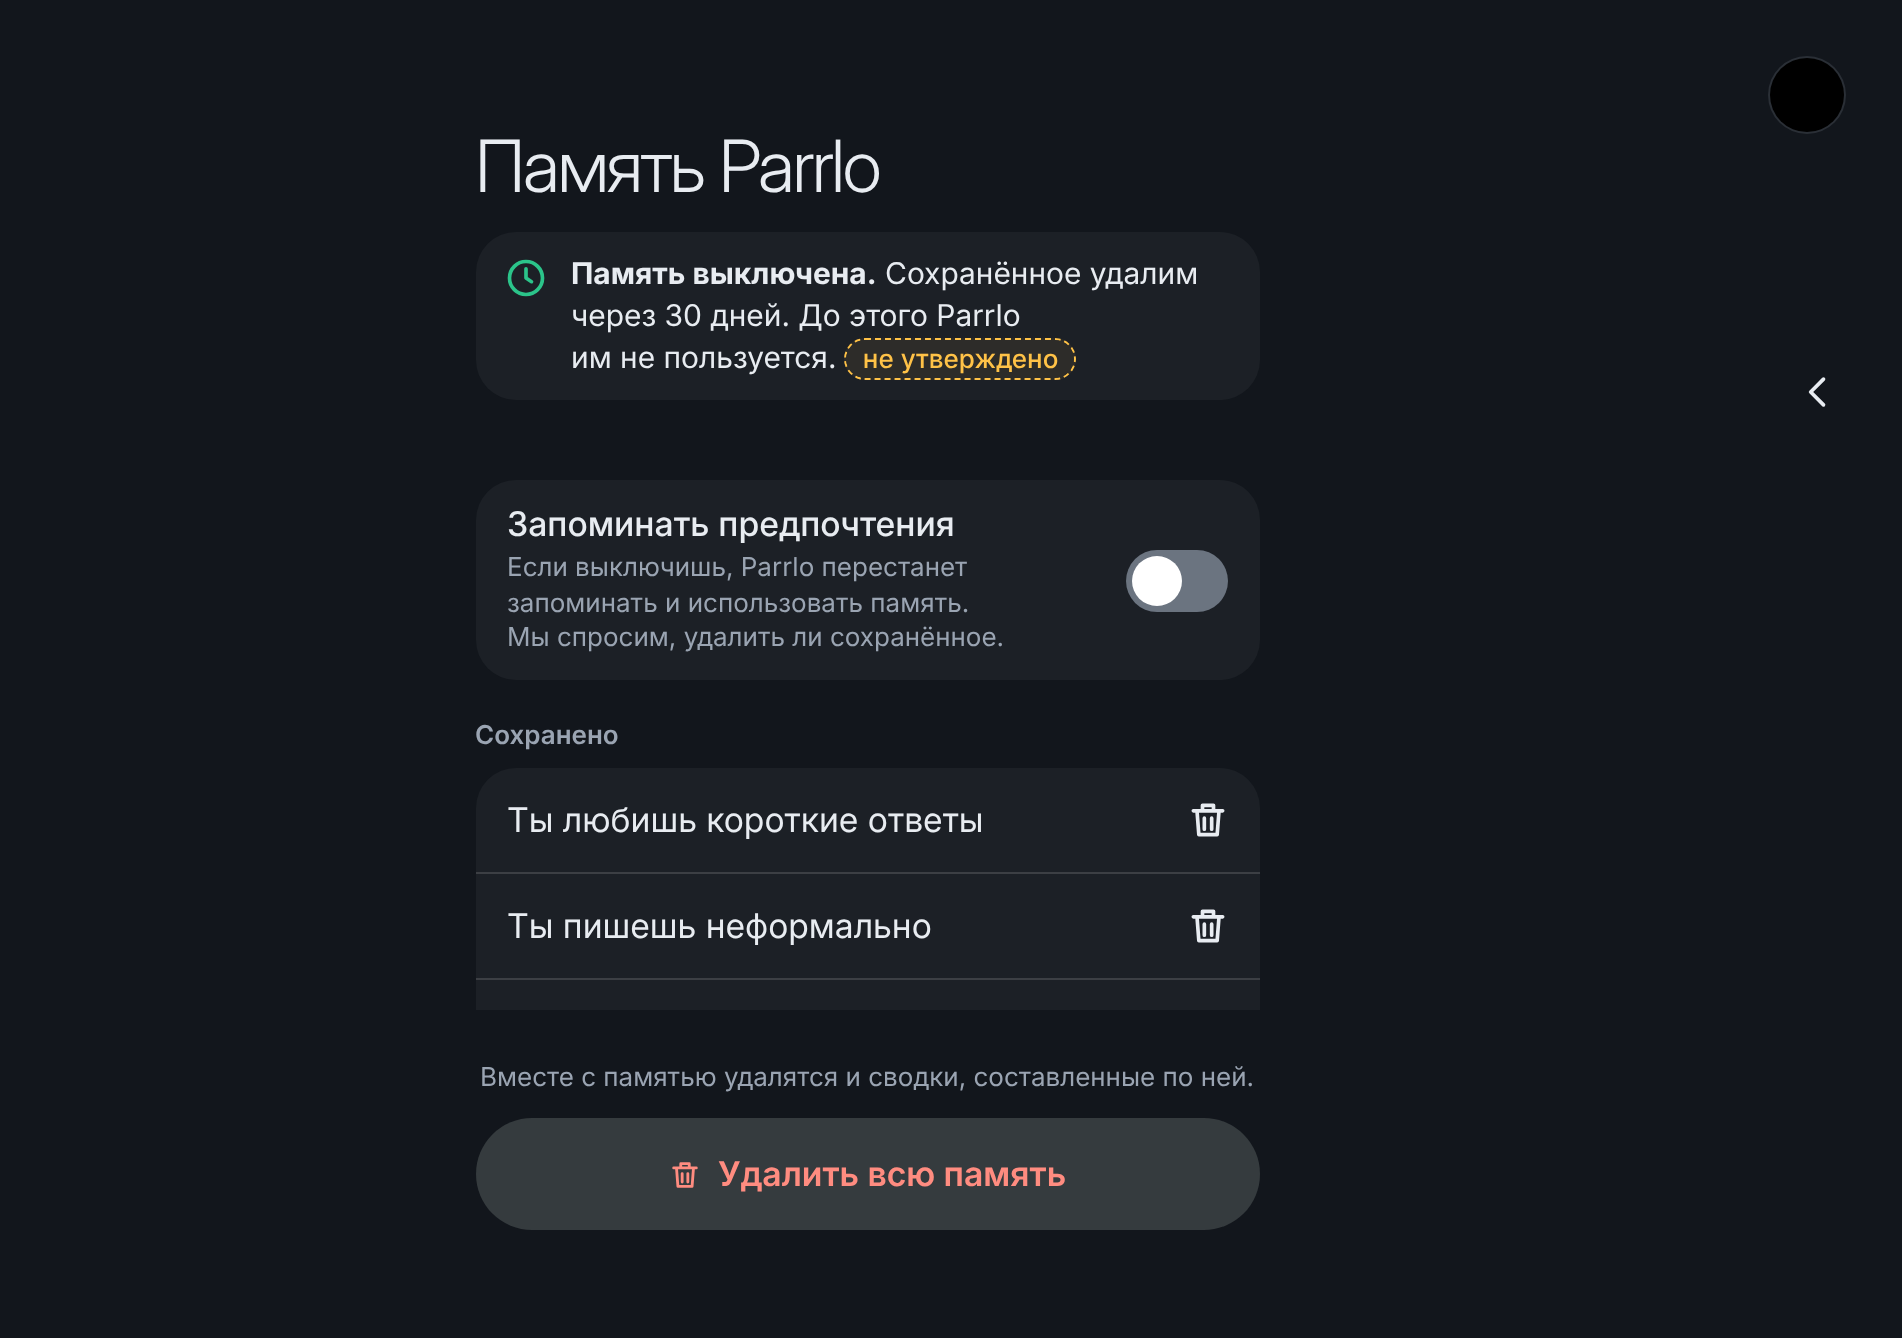 Память Parrlo
Память выключена. Сохранённое удалим
через 30 дней. До этого Parrlo
им не пользуется. не утверждено
Запоминать предпочтения
Если выключишь, Parrlo перестанет
запоминать и использовать память.
Мы спросим, удалить ли сохранённое.
Сохранено
Ты любишь короткие ответы
Ты пишешь неформально
Вместе с памятью удалятся и сводки, составленные по ней.
Удалить всю память